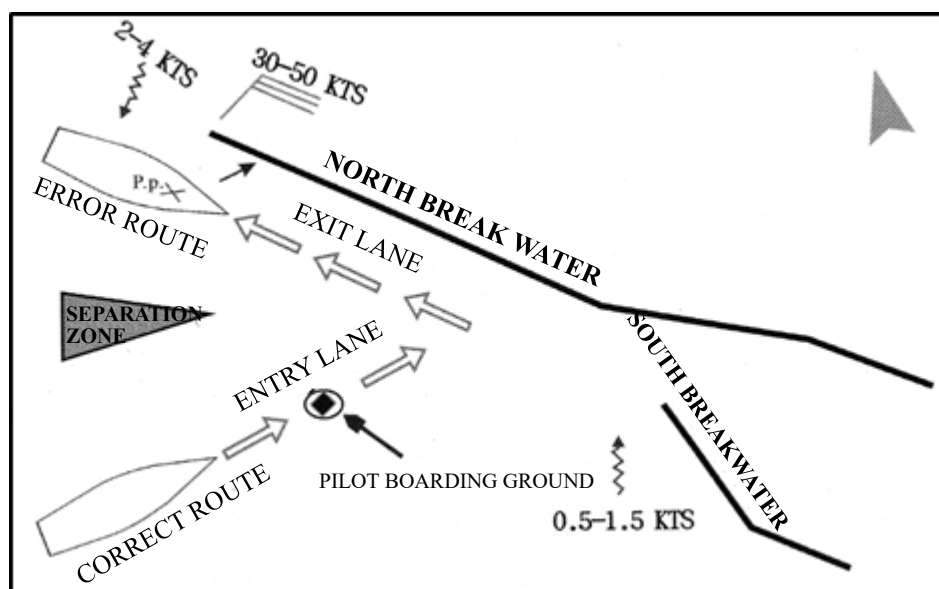 2-4 KTS
30-50 KTS
P.p.
ERROR ROUTE
NORTH BREAK WATER
EXIT LANE
SEPARATION
ZONE
ENTRY LANE
SOUTH BREAKWATER
PILOT BOARDING GROUND
CORRECT ROUTE
0.5-1.5 KTS